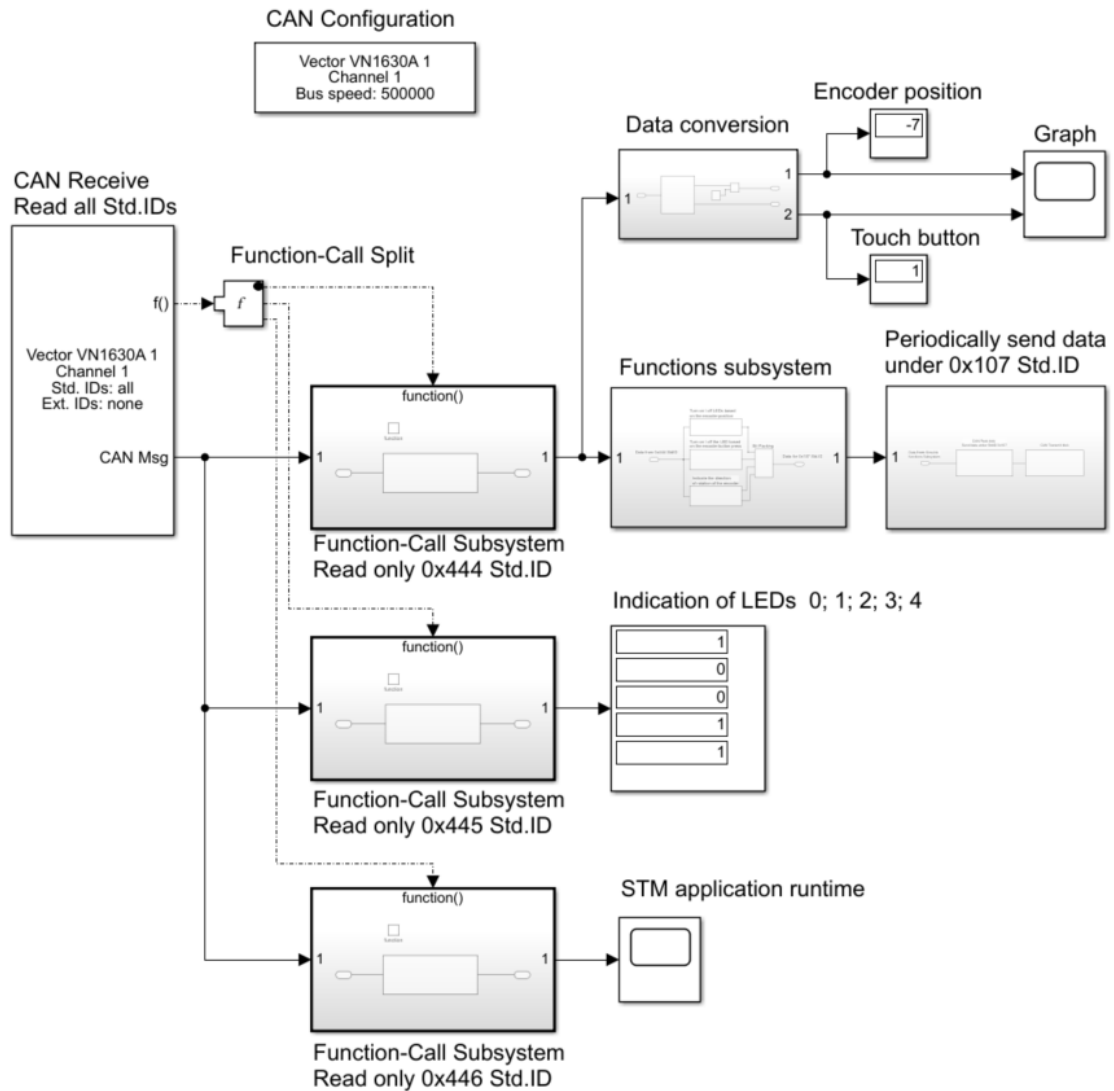 CAN Configuration
Vector VN1630A 1
Channel 1
Bus speed: 500000
Encoder position
-7
Data conversion
Graph
1
1
2
CAN Receive
Read all Std.IDs
Touch button
1
Function-Call Split
f()
f
Vector VN1630A 1
Channel 1
Std. IDs: all
Ext. IDs: none
CAN Msg
function()
function
1
1
Function-Call Subsystem
Read only 0x444 Std.ID
Functions subsystem
1
1
Periodically send data
under 0x107 Std.ID
1
Indication of LEDs 0; 1; 2; 3; 4
1
0
0
1
1
function()
function
1
1
Function-Call Subsystem
Read only 0x445 Std.ID
function()
function
1
1
STM application runtime
Function-Call Subsystem
Read only 0x446 Std.ID